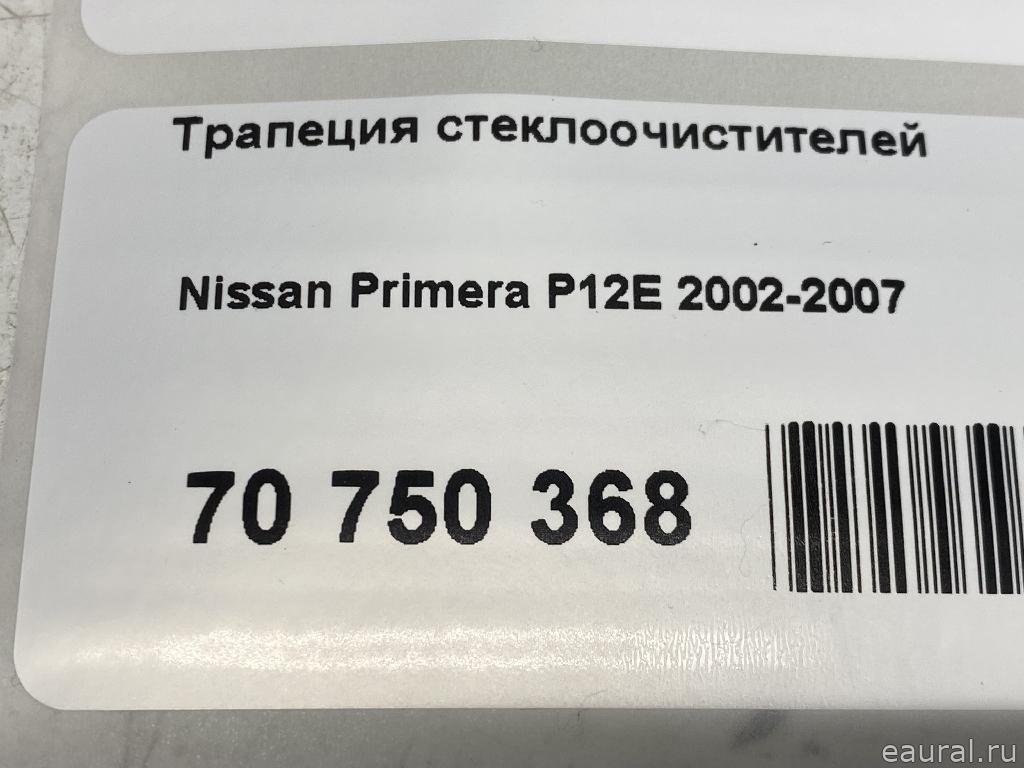 Трапеция стеклоочистителей
Nissan Primera P12E 2002-2007
70 750 368
eaural.ru